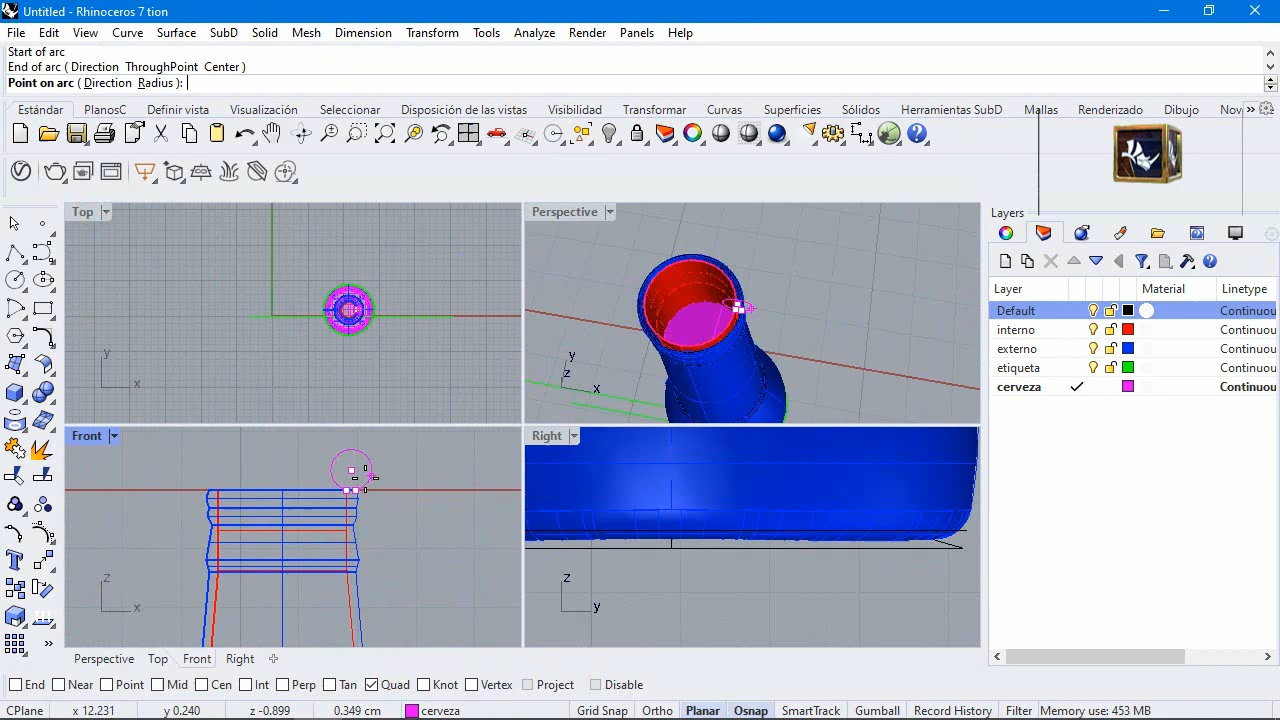 Untitled - Rhinoceros 7 tion
File Edit View Curve Surface SubD Solid Mesh Dimension Transform Tools Analyze Render Panels Help
Start of arc
End of arc ( Direction ThroughPoint Center )
Point on arc ( Direction Radius ):
Estándar PlanosC Definir vista Visualización Seleccionar Disposición de las vistas Visibilidad Transformar Curvas Superficies Sólidos Herramientas SubD Mallas Renderizado Dibujo Nov »
Top
Perspective
Layers
Layer Material Linetype
Default Continuou
interno Continuou
externo Continuou
etiqueta Continuou
cerveza Continuou
y
x
y
z
x
Front
Right
z
x
z
y
»
Perspective Top Front Right
End Near Point Mid Cen Int Perp Tan Quad Knot Vertex Project Disable
CPlane x 12.231 y 0.240 z -0.899 0.349 cm cerveza Grid Snap Ortho Planar Osnap SmartTrack Gumball Record History Filter Memory use: 453 MB